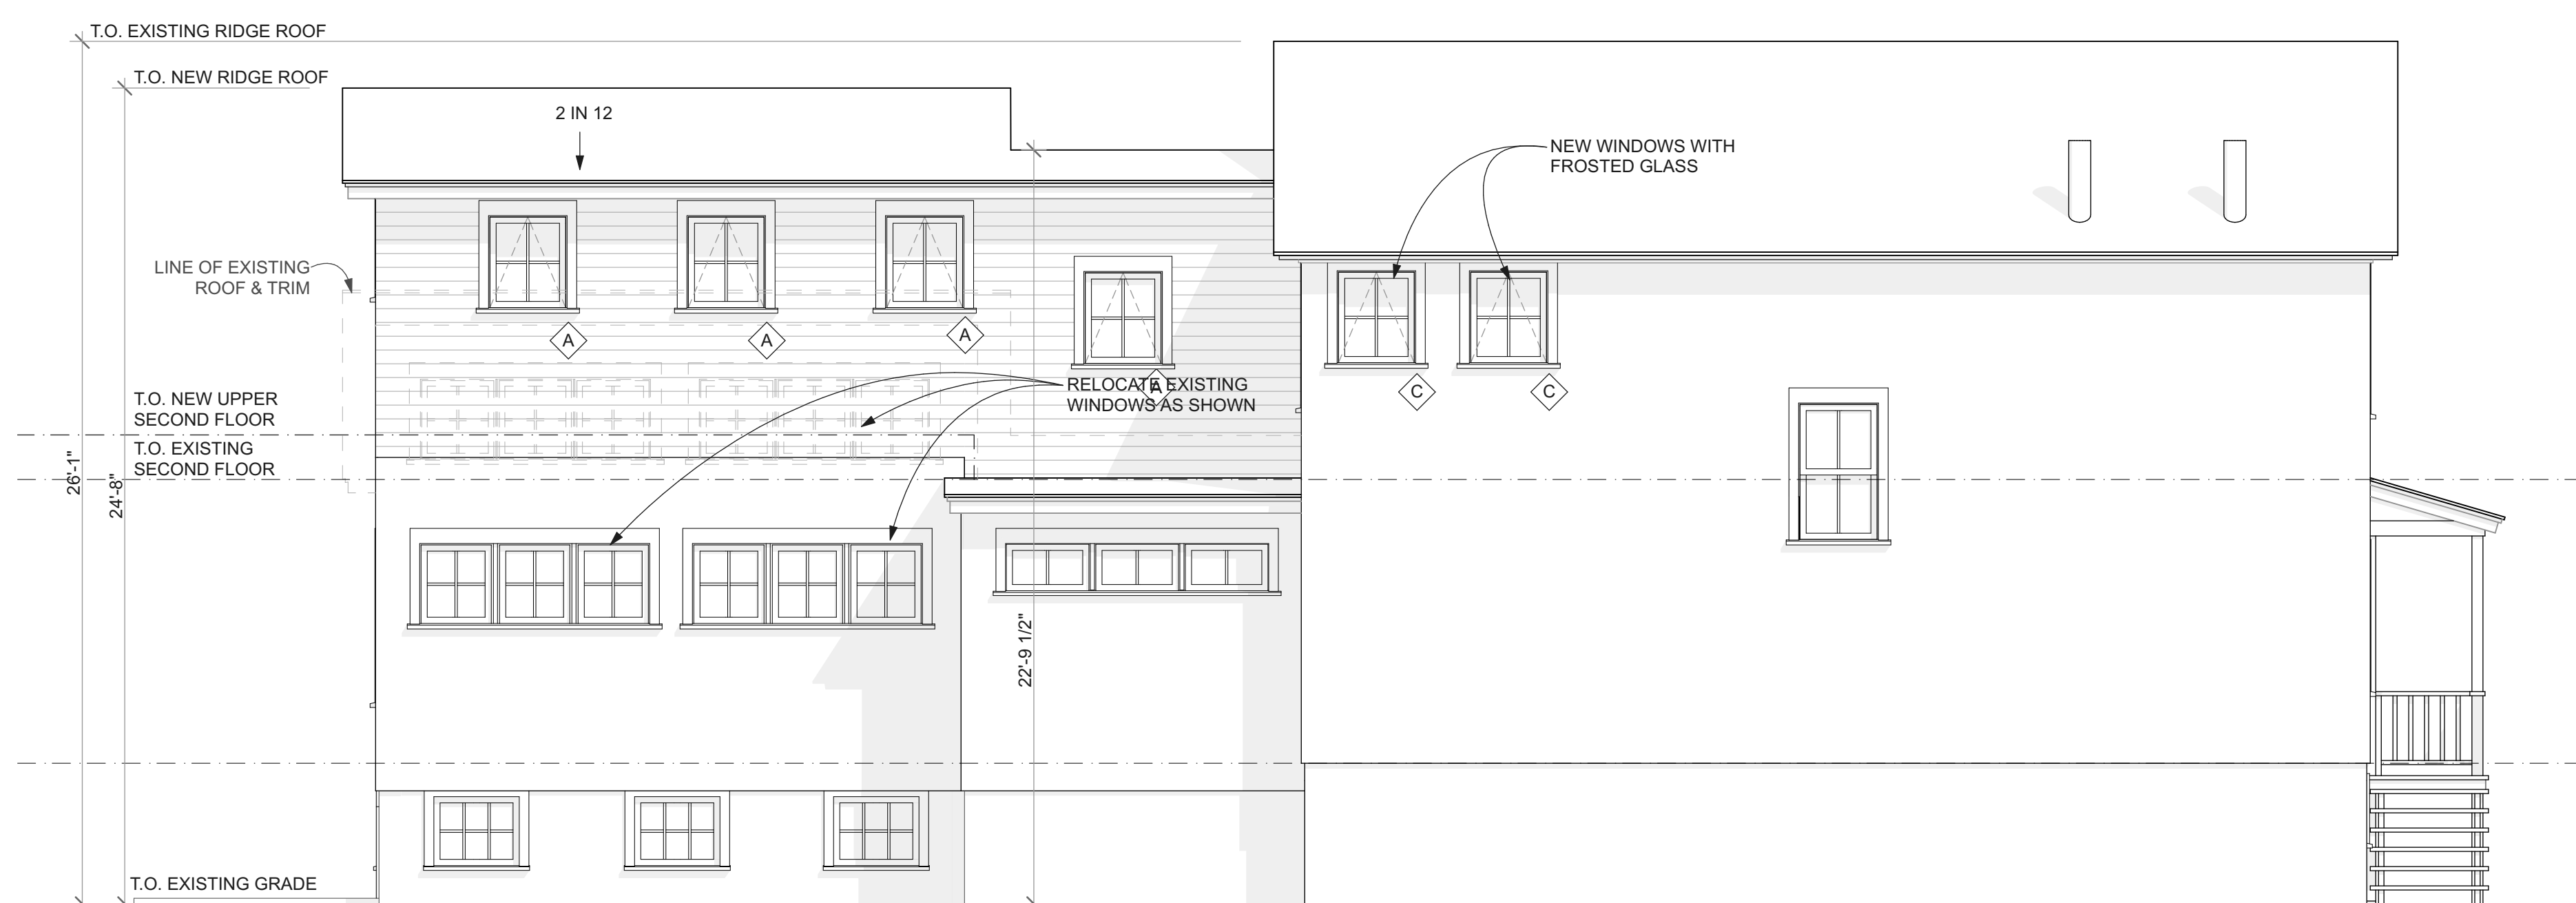 T.O. EXISTING RIDGE ROOF
T.O. NEW RIDGE ROOF
2 IN 12
NEW WINDOWS WITH
FROSTED GLASS
LINE OF EXISTING
ROOF & TRIM
A
A
A
A
RELOCATE EXISTING
WINDOWS AS SHOWN
C
C
T.O. NEW UPPER
SECOND FLOOR
T.O. EXISTING
SECOND FLOOR
26'-1"
24'-8"
22'-9 1/2"
T.O. EXISTING GRADE